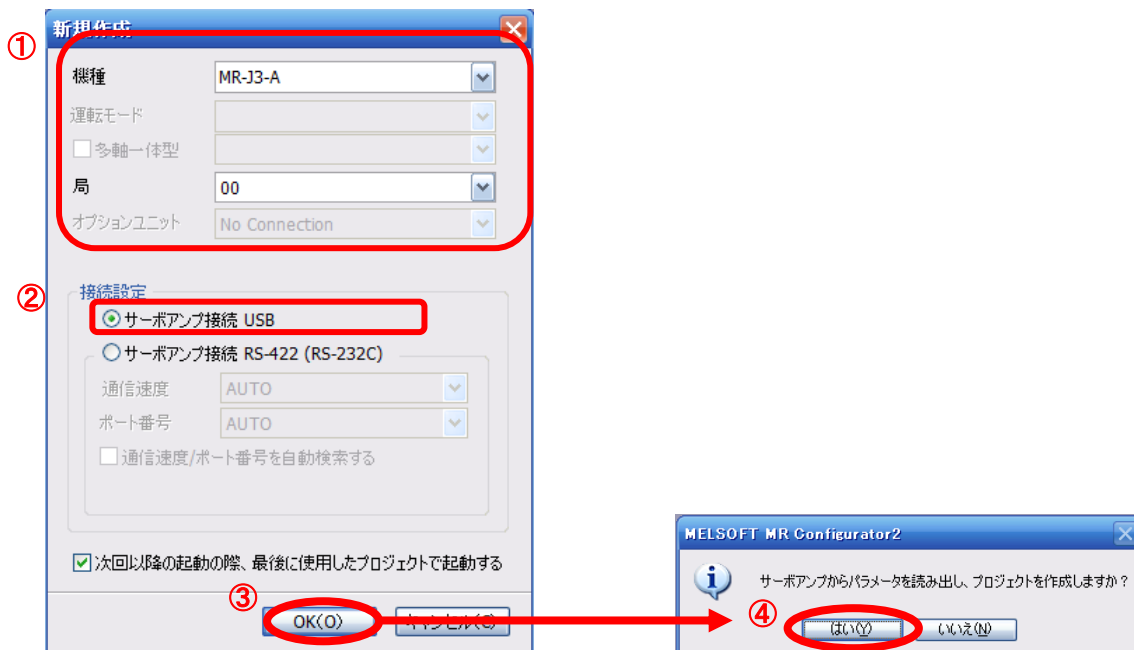 ①
新規作成
機種 MR-J3-A
運転モード
多軸一体型
局 00
オプションユニット No Connection
②
接続設定
サーボアンプ接続 USB
サーボアンプ接続 RS-422 (RS-232C)
通信速度 AUTO
ポート番号 AUTO
通信速度/ポート番号を自動検索する
次回以降の起動の際、最後に使用したプロジェクトで起動する
③
OK(O) キャンセル(C)
MELSOFT MR Configurator2
サーボアンプからパラメータを読み出し、プロジェクトを作成しますか？
④
はい(Y) いいえ(N)